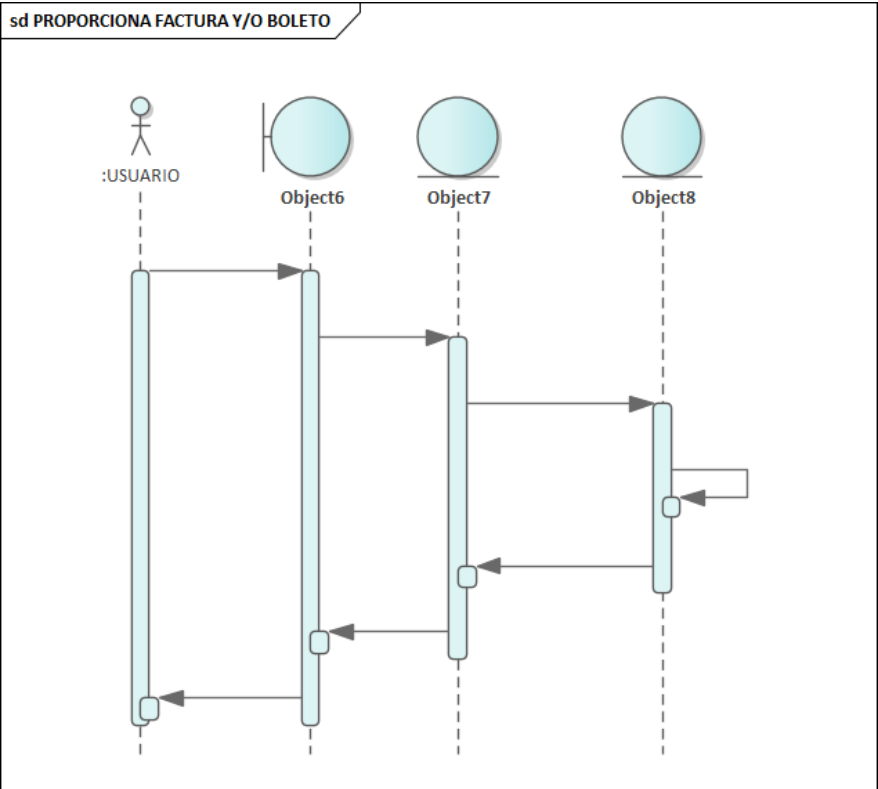 sd PROPORCIONA FACTURA Y/O BOLETO
:USUARIO
Object6
Object7
Object8